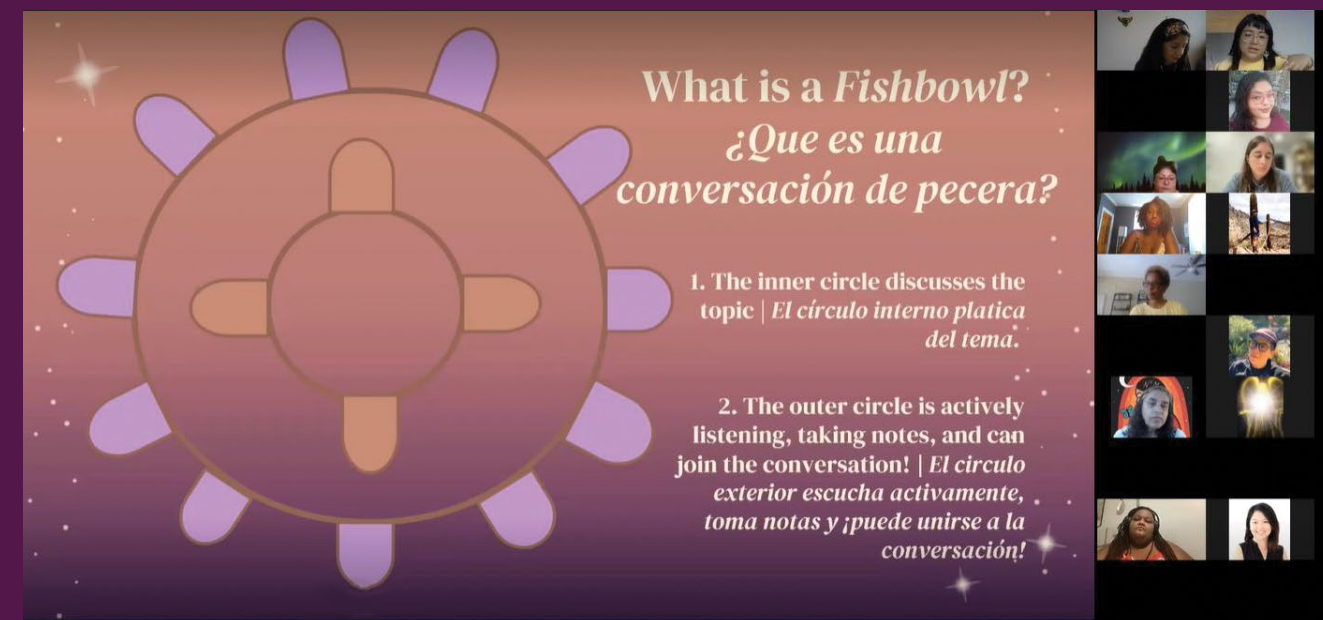 What is a Fishbowl?
¿Que es una
conversación de pecera?
1. The inner circle discusses the
topic | El círculo interno platica
del tema.
2. The outer circle is actively
listening, taking notes, and can
join the conversation! | El circulo
exterior escucha activamente,
toma notas y ¡puede unirse a la
conversación!